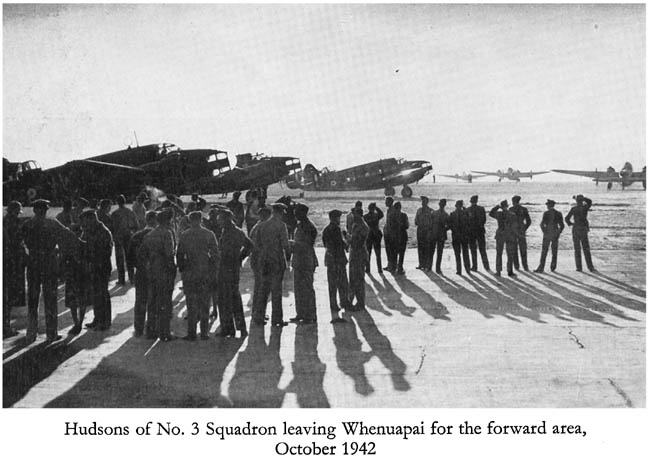 Hudsons of No. 3 Squadron leaving Whenuapai for the forward area,
October 1942